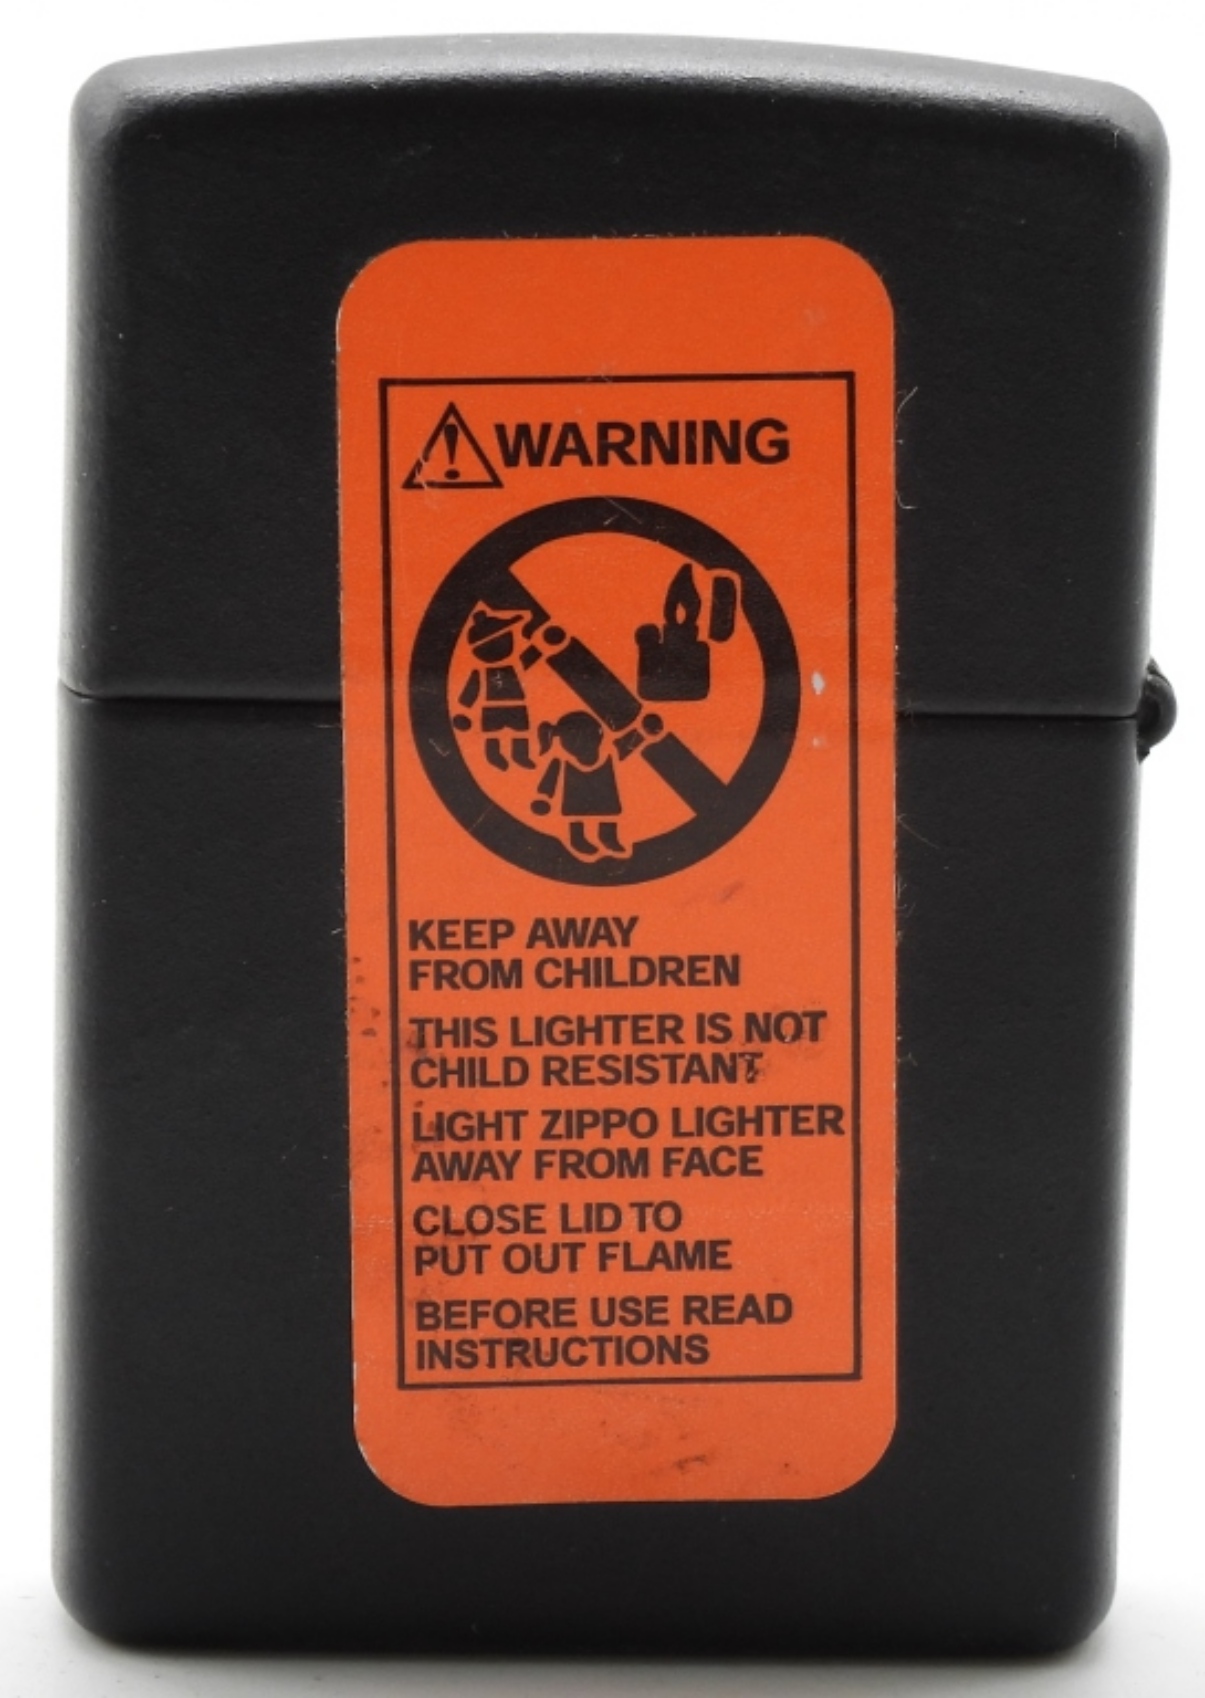 WARNING
KEEP AWAY
FROM CHILDREN
THIS LIGHTER IS NOT
CHILD RESISTANT
LIGHT ZIPPO LIGHTER
AWAY FROM FACE
CLOSE LID TO
PUT OUT FLAME
BEFORE USE READ
INSTRUCTIONS